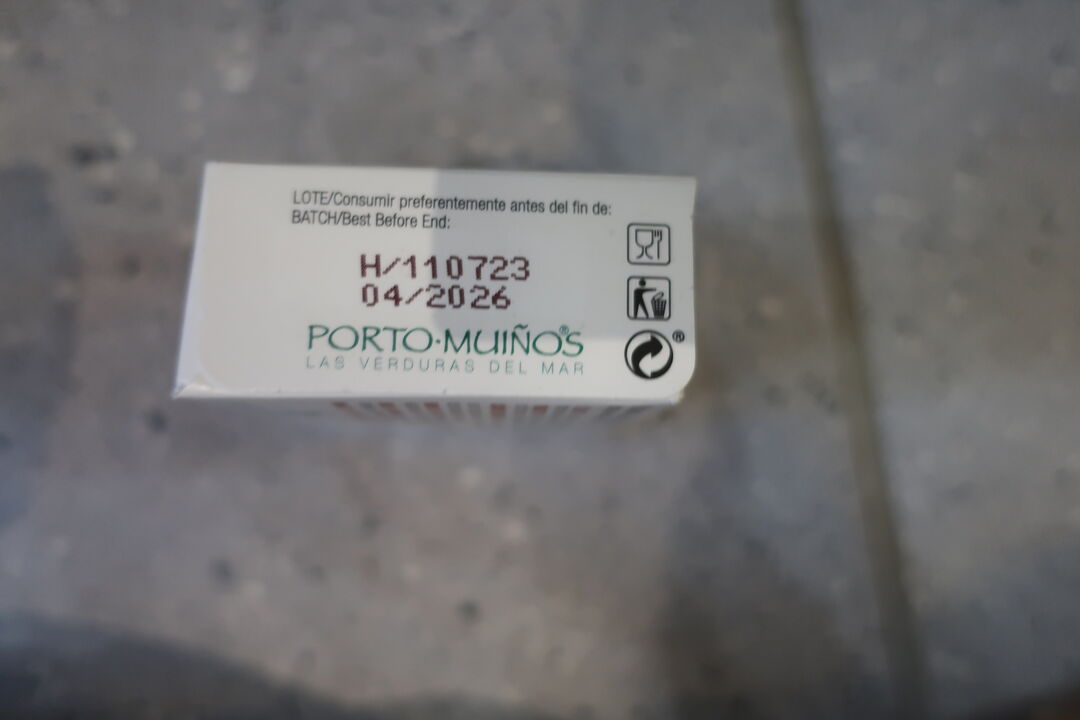 LOTE/Consumir preferentemente antes del fin de:
BATCH/Best Before End:
H/110723
04/2026
PORTO·MUIÑOS®
LAS VERDURAS DEL MAR
®